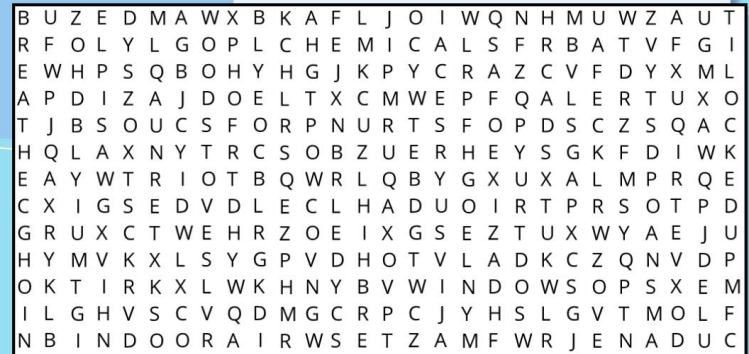 B U Z E D M A W X B K A F L J O I W Q N H M U W Z A U T
R F O L Y L G O P L C H E M I C A L S F R B A T V F G I
E W H P S Q B O H Y H G J K P Y C R A Z C V F D Y X M L
A P D I Z A J D O E L T X C M W E P F Q A L E R T U X O
T J B S O U C S F O R P N U R T S F O P D S C Z S Q A C
H Q L A X N Y T R C S O B Z U E R H E Y S G K F D I W K
E A Y W T R I O T B Q W R L Q B Y G X U X A L M P R Q E
C X I G S E D V D L E C L H A D U O I R T P R S O T P D
G R U X C T W E H R Z O E I X G S E Z T U X W Y A E J U
H Y M V K X L S Y G P V D H O T V L A D K C Z Q N V D P
O K T I R K X L W K H N Y B V W I N D O W S O P S X E M
I L G H V S C V Q D M G C R P C J Y H S L G V T M O L F
N B I N D O O R A I R W S E T Z A M F W R J E N A D U C